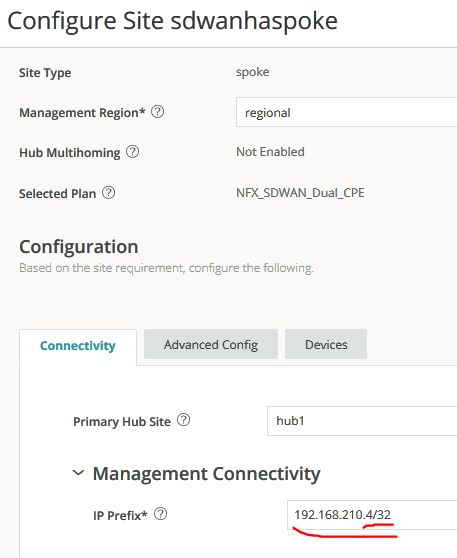 Configure Site sdwanhaspoke
Site Type spoke
Management Region* ? regional
Hub Multihoming ? Not Enabled
Selected Plan ? NFX_SDWAN_Dual_CPE
Configuration
Based on the site requirement, configure the following.
Connectivity Advanced Config Devices
Primary Hub Site ? hub1
Management Connectivity
IP Prefix* ? 192.168.210.4/32